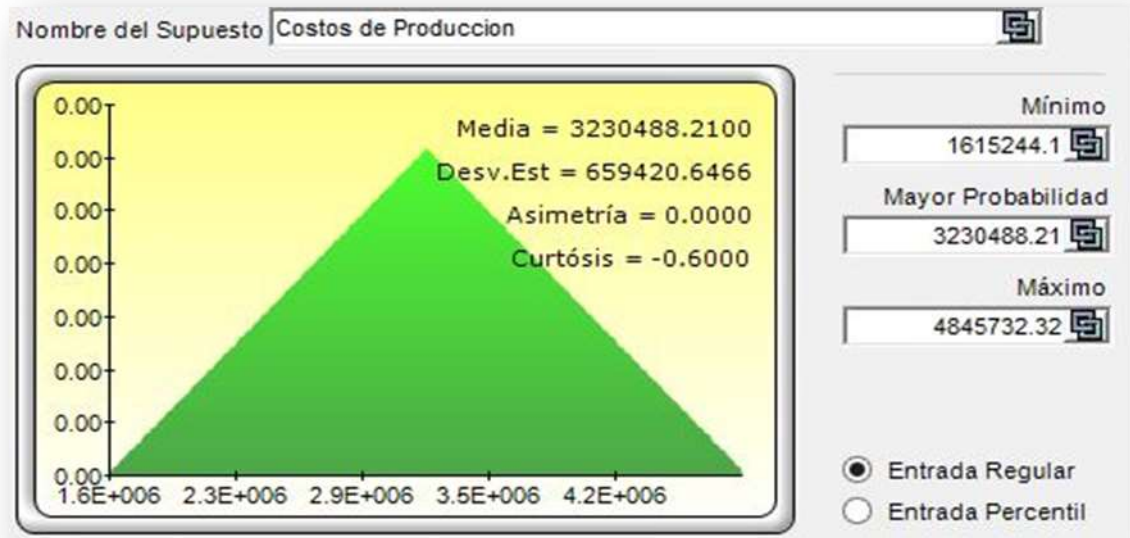 Nombre del Supuesto Costos de Produccion
0.00
0.00
0.00
0.00
0.00
0.00
0.00
0.00
1.6E+006 2.3E+006 2.9E+006 3.5E+006 4.2E+006
Media = 3230488.2100
Desv.Est = 659420.6466
Asimetría = 0.0000
Curtósis = -0.6000
Mínimo
1615244.1
Mayor Probabilidad
3230488.21
Máximo
4845732.32
Entrada Regular
Entrada Percentil